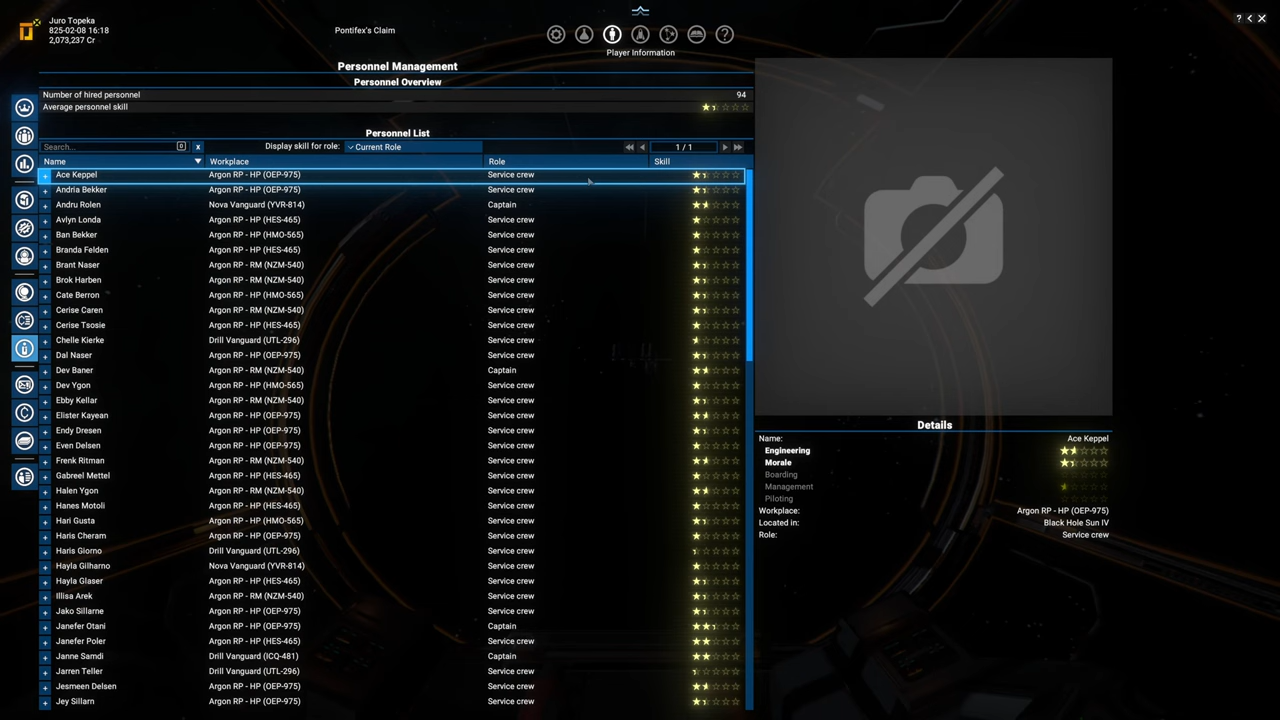 Juro Topeka
825-02-08 16:18
2,073,237 Cr
Pontifex's Claim
? < X
Player Information
Personnel Management
Personnel Overview
Number of hired personnel 94
Average personnel skill
Personnel List
Search... 0 x Display skill for role: Current Role 1 / 1
Name Workplace Role Skill
Ace Keppel Argon RP - HP (OEP-975) Service crew
Andria Bekker Argon RP - HP (OEP-975) Service crew
Andru Rolen Nova Vanguard (YVR-814) Captain
Avlyn Londa Argon RP - HP (HES-465) Service crew
Ban Bekker Argon RP - HP (HMO-565) Service crew
Branda Felden Argon RP - HP (HES-465) Service crew
Brant Naser Argon RP - RM (NZM-540) Service crew
Brok Harben Argon RP - RM (NZM-540) Service crew
Cate Berron Argon RP - HP (HMO-565) Service crew
Cerise Caren Argon RP - RM (NZM-540) Service crew
Cerise Tsosie Argon RP - HP (HES-465) Service crew
Chelle Kierke Drill Vanguard (UTL-296) Service crew
Dal Naser Argon RP - HP (OEP-975) Service crew
Dev Baner Argon RP - RM (NZM-540) Captain
Dev Ygon Argon RP - HP (HMO-565) Service crew
Ebby Kellar Argon RP - RM (NZM-540) Service crew
Elister Kayean Argon RP - HP (OEP-975) Service crew
Endy Dresen Argon RP - HP (OEP-975) Service crew
Even Delsen Argon RP - HP (OEP-975) Service crew
Frenk Ritman Argon RP - RM (NZM-540) Service crew
Gabreel Mettel Argon RP - HP (HES-465) Service crew
Halen Ygon Argon RP - RM (NZM-540) Service crew
Hanes Motoli Argon RP - HP (HES-465) Service crew
Hari Gusta Argon RP - HP (HMO-565) Service crew
Haris Cheram Argon RP - HP (OEP-975) Service crew
Haris Giorno Drill Vanguard (UTL-296) Service crew
Hayla Gilharno Nova Vanguard (YVR-814) Service crew
Hayla Glaser Argon RP - HP (HES-465) Service crew
Illisa Arek Argon RP - RM (NZM-540) Service crew
Jako Sillarne Argon RP - HP (OEP-975) Service crew
Janefer Otani Argon RP - HP (OEP-975) Captain
Janefer Poler Argon RP - HP (HES-465) Service crew
Janne Samdi Drill Vanguard (ICQ-481) Captain
Jarren Teller Drill Vanguard (UTL-296) Service crew
Jesmeen Delsen Argon RP - HP (OEP-975) Service crew
Jey Sillarn Argon RP - HP (OEP-975) Service crew
Details
Name: Ace Keppel
Engineering
Morale
Boarding
Management
Piloting
Workplace: Argon RP - HP (OEP-975)
Located in: Black Hole Sun IV
Role: Service crew